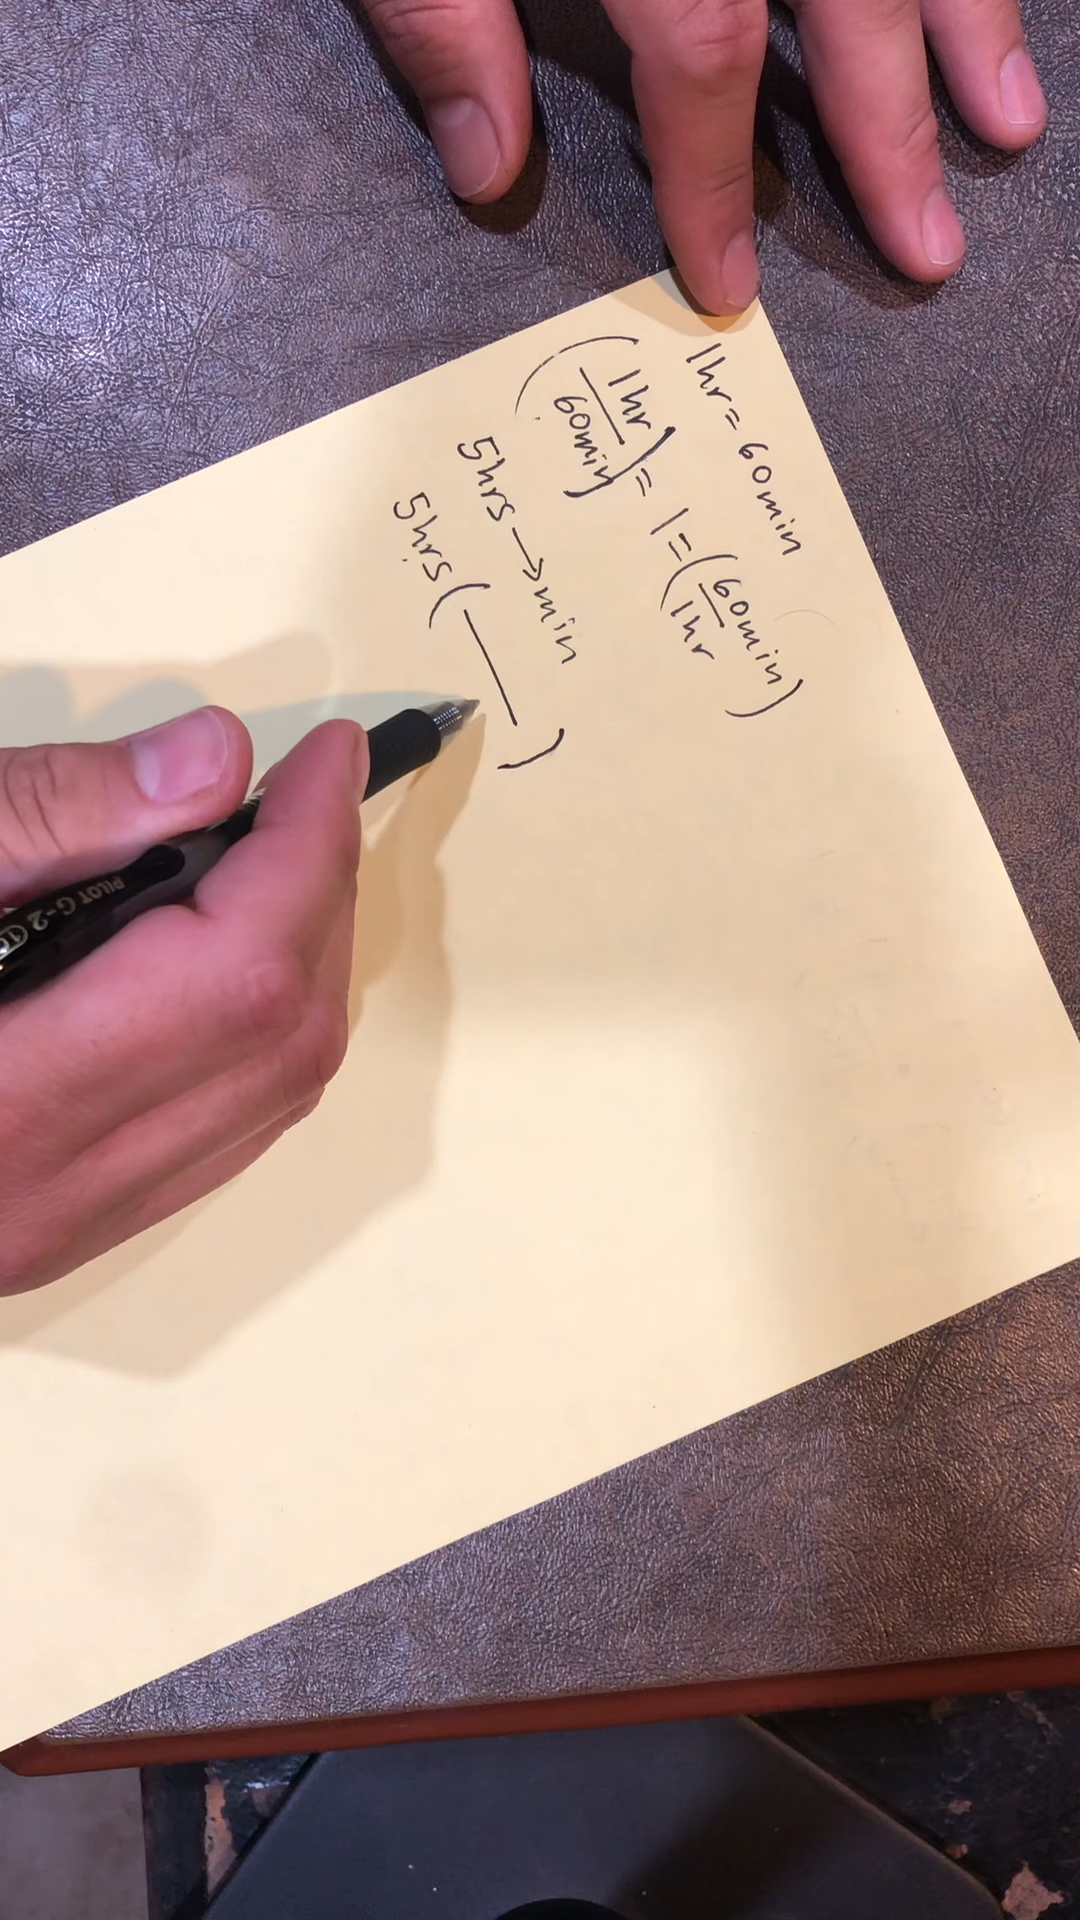 1hr = 60min
(1hr/60min) = 1 = (60min/1hr)
5hrs → min
5hrs ( — )
PILOT G-2